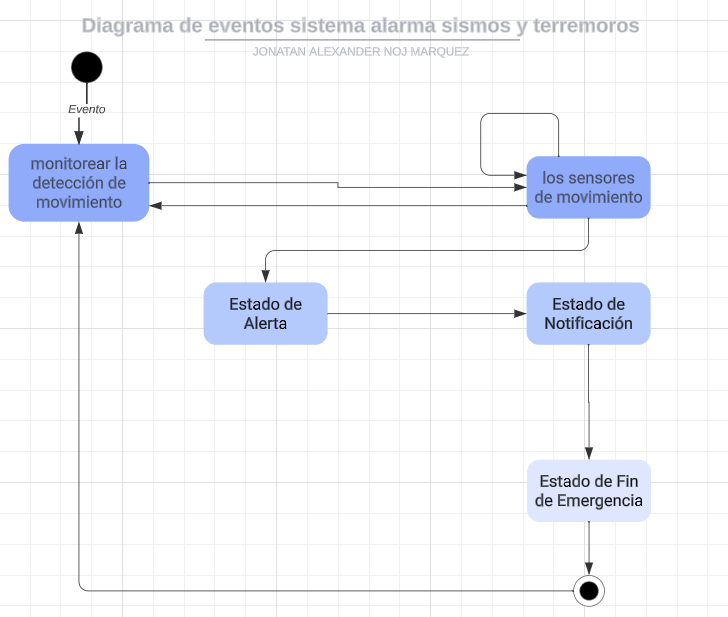 Diagrama de eventos sistema alarma sismos y terremoros
JONATAN ALEXANDER NOJ MARQUEZ
Evento
monitorear la
detección de
movimiento
los sensores
de movimiento
Estado de
Alerta
Estado de
Notificación
Estado de Fin
de Emergencia